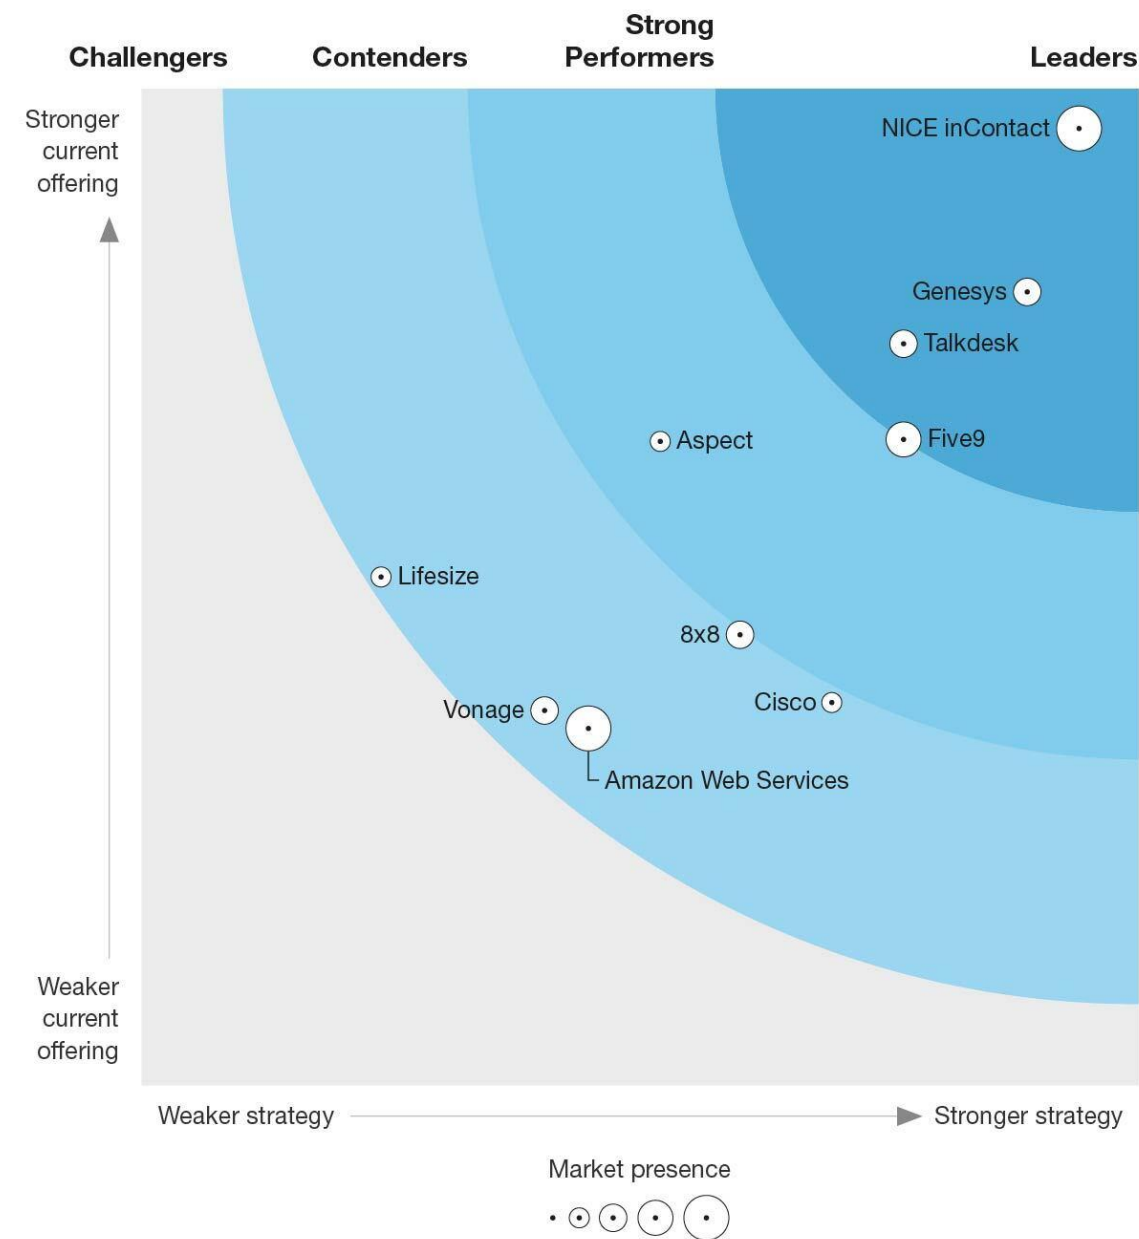 Challengers
Contenders
Strong
Performers
Leaders
Stronger
current
offering
NICE inContact
Genesys
Talkdesk
Aspect
Five9
Lifesize
8x8
Cisco
Vonage
Amazon Web Services
Weaker
current
offering
Weaker strategy
Stronger strategy
Market presence